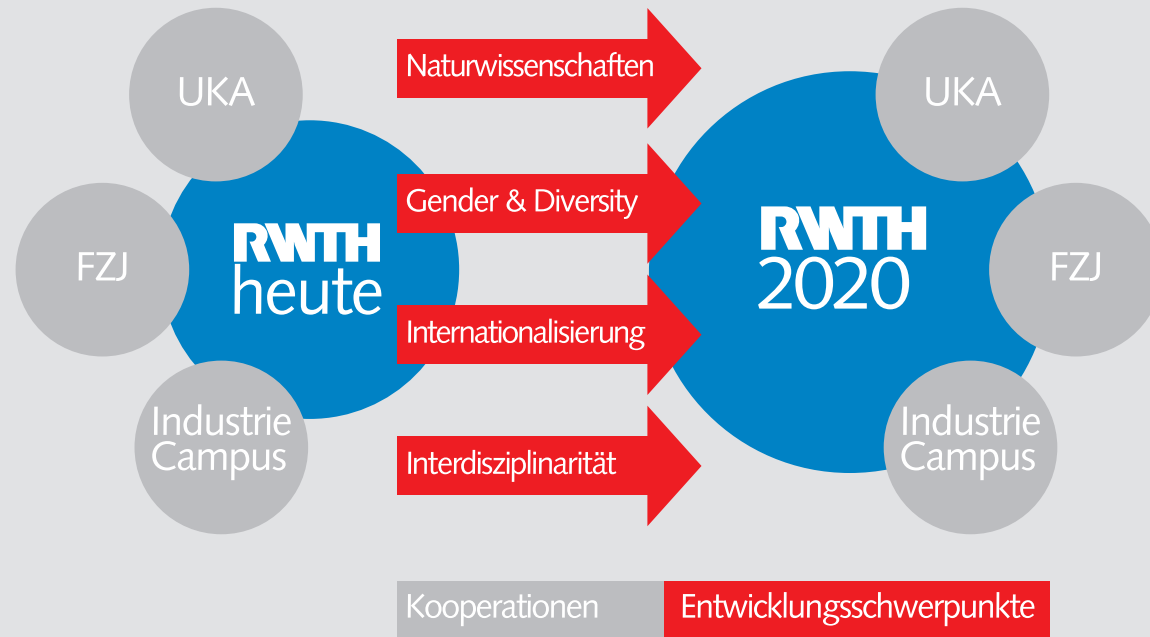 UKA
FZJ
RWTH
heute
Industrie
Campus
Naturwissenschaften
Gender & Diversity
Internationalisierung
Interdisziplinarität
UKA
RWTH
2020
FZJ
Industrie
Campus
Kooperationen
Entwicklungsschwerpunkte